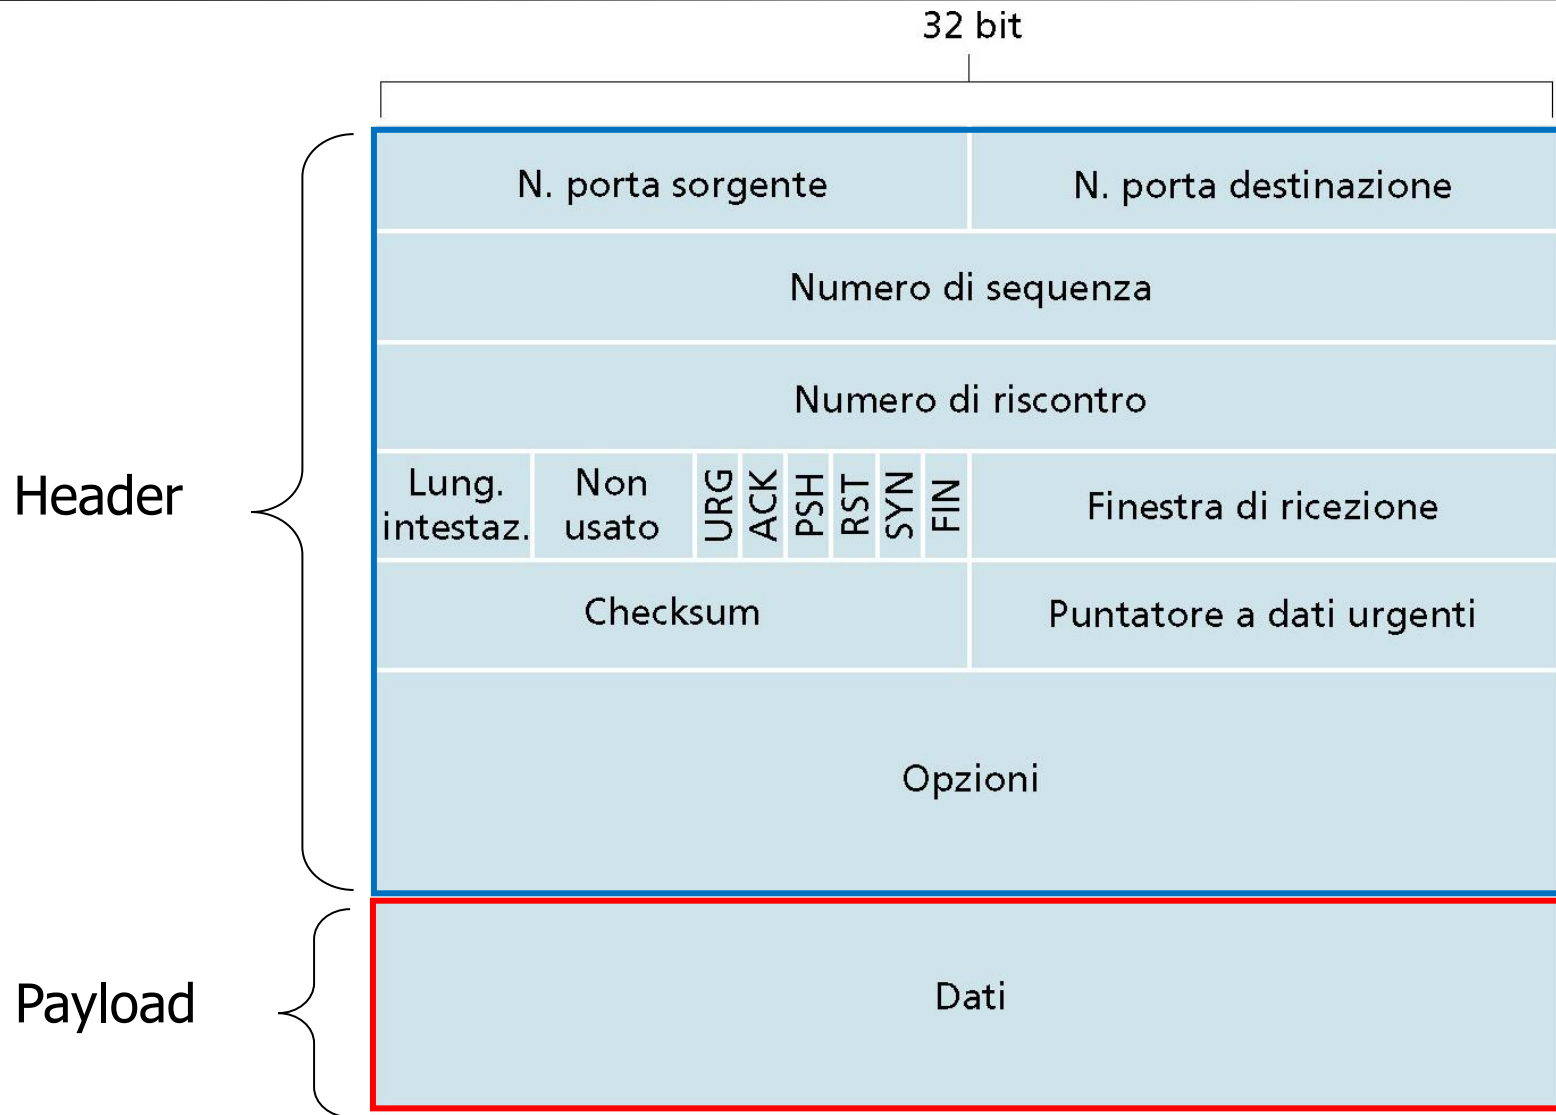 32 bit
N. porta sorgente
N. porta destinazione
Numero di sequenza
Numero di riscontro
Header
Lung.
intestaz.
Non
usato
URG
ACK
PSH
RST
SYN
FIN
Finestra di ricezione
Checksum
Puntatore a dati urgenti
Opzioni
Payload
Dati